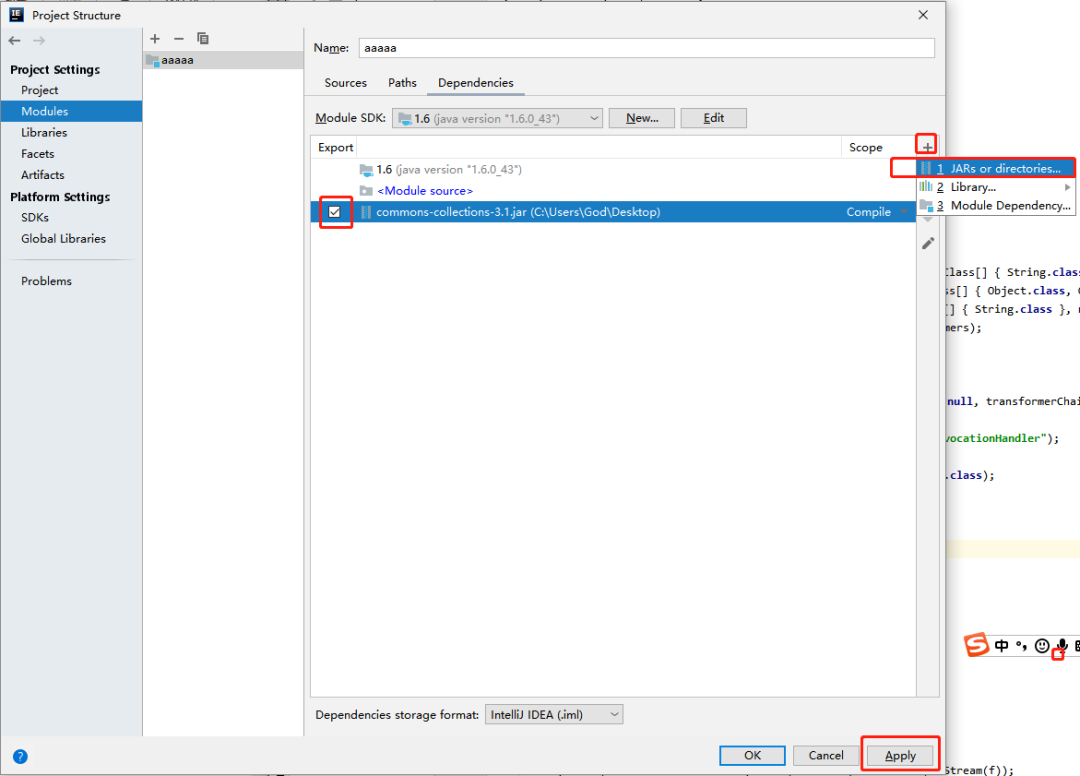 Project Structure
Project Settings
Project
Modules
Libraries
Facets
Artifacts
Platform Settings
SDKs
Global Libraries
Problems
aaaaa
Name: aaaaa
Sources Paths Dependencies
Module SDK: 1.6 (java version "1.6.0_43") New... Edit
Export Scope
1.6 (java version "1.6.0_43")
<Module source>
commons-collections-3.1.jar (C:\Users\God\Desktop) Compile
1 JARs or directories...
2 Library...
3 Module Dependency...
Class[] { String.clas
ss[] { Object.class,
[] { String.class },
mers);
null, transformerChai
vocationHandler");
.class);
中
Dependencies storage format: IntelliJ IDEA (.iml)
? OK Cancel Apply
Stream(f));